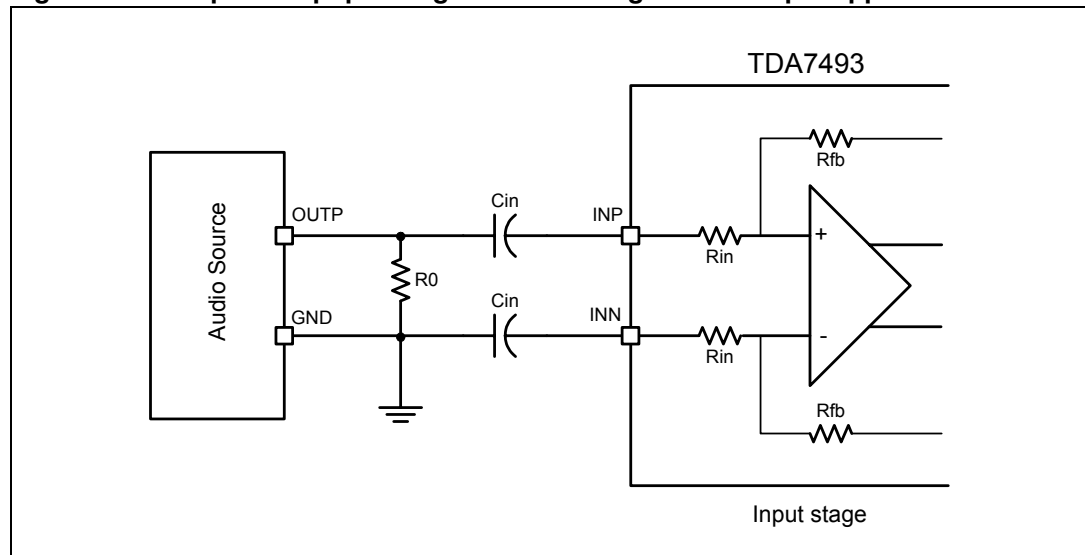 TDA7493
Rfb
Cin
OUTP
INP
+
Rin
Audio Source
R0
Cin
GND
INN
-
Rin
Rfb
Input stage